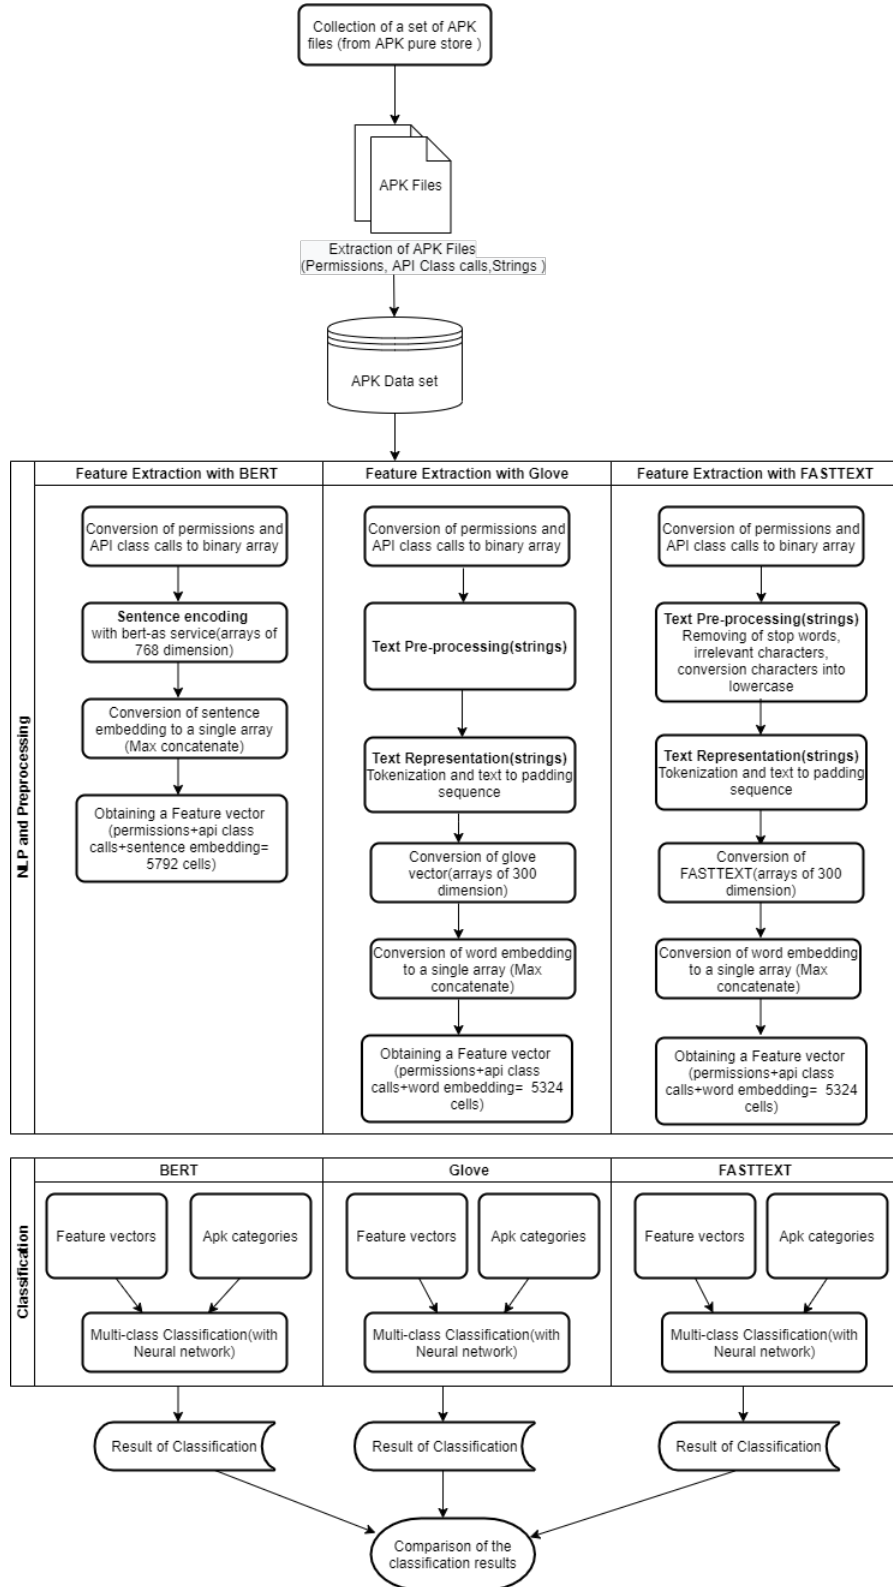 Collection of a set of APK
files (from APK pure store )
APK Files
Extraction of APK Files
(Permissions, API Class calls,Strings )
APK Data set
NLP and Preprocessing
Feature Extraction with BERT
Conversion of permissions and
API class calls to binary array
Sentence encoding
with bert-as service(arrays of
768 dimension)
Conversion of sentence
embedding to a single array
(Max concatenate)
Obtaining a Feature vector
(permissions+api class
calls+sentence embedding=
5792 cells)
Feature Extraction with Glove
Conversion of permissions and
API class calls to binary array
Text Pre-processing(strings)
Text Representation(strings)
Tokenization and text to padding
sequence
Conversion of glove
vector(arrays of 300
dimension)
Conversion of word embedding
to a single array (Max
concatenate)
Obtaining a Feature vector
(permissions+api class
calls+word embedding=  5324
cells)
Feature Extraction with FASTTEXT
Conversion of permissions and
API class calls to binary array
Text Pre-processing(strings)
Removing of stop words,
irrelevant characters,
conversion characters into
lowercase
Text Representation(strings)
Tokenization and text to padding
sequence
Conversion of
FASTTEXT(arrays of 300
dimension)
Conversion of word embedding
to a single array (Max
concatenate)
Obtaining a Feature vector
(permissions+api class
calls+word embedding=  5324
cells)
Classification
BERT
Feature vectors
Apk categories
Multi-class Classification(with
Neural network)
Result of Classification
Glove
Feature vectors
Apk categories
Multi-class Classification(with
Neural network)
Result of Classification
FASTTEXT
Feature vectors
Apk categories
Multi-class Classification(with
Neural network)
Result of Classification
Comparison of the
classification results